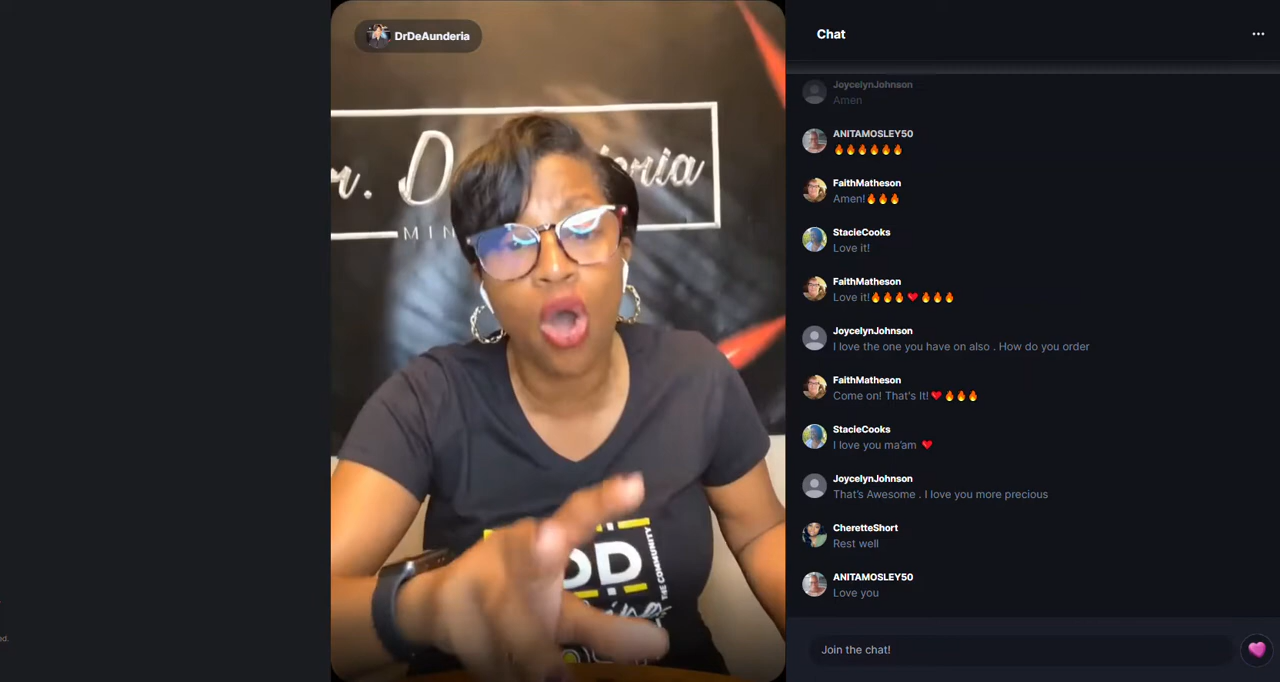 DrDeAunderia
Chat
JoycelynJohnson
Amen
ANITAMOSLEY50
🔥🔥🔥🔥🔥🔥
FaithMatheson
Amen!🔥🔥🔥
StacieCooks
Love it!
FaithMatheson
Love it!🔥🔥🔥❤️🔥🔥🔥
JoycelynJohnson
I love the one you have on also . How do you order
FaithMatheson
Come on! That's It!❤️🔥🔥🔥
StacieCooks
I love you ma'am ❤️
JoycelynJohnson
That's Awesome . I love you more precious
CheretteShort
Rest well
ANITAMOSLEY50
Love you
Join the chat!
THE COMMUNITY